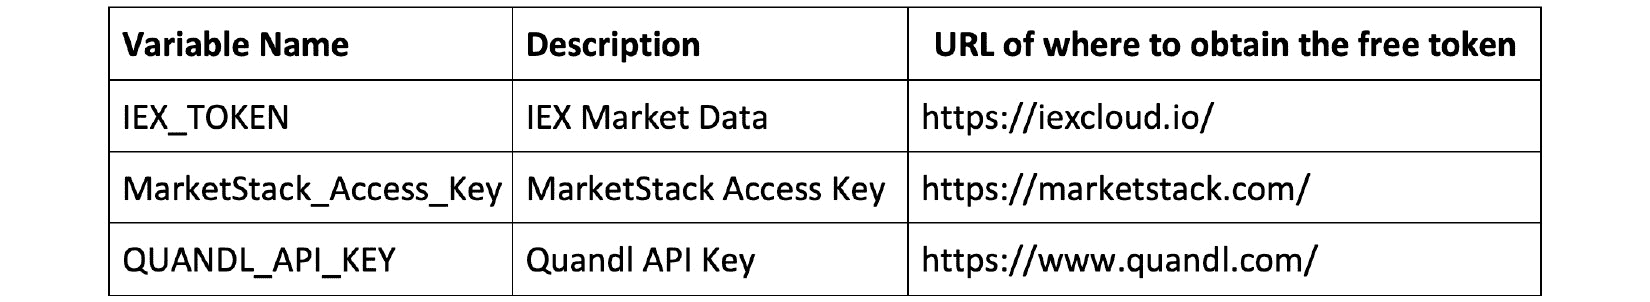 Variable Name Description URL of where to obtain the free token
IEX_TOKEN IEX Market Data https://iexcloud.io/
MarketStack_Access_Key MarketStack Access Key https://marketstack.com/
QUANDL_API_KEY Quandl API Key https://www.quandl.com/